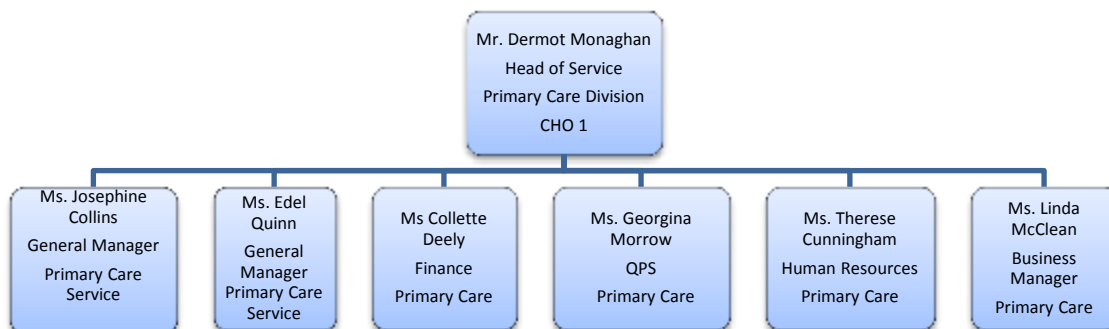 Mr. Dermot Monaghan
Head of Service
Primary Care Division
CHO 1
Ms. Josephine
Collins
General Manager
Primary Care
Service
Ms. Edel
Quinn
General
Manager
Primary Care
Service
Ms Collette
Deely
Finance
Primary Care
Ms. Georgina
Morrow
QPS
Primary Care
Ms. Therese
Cunningham
Human Resources
Primary Care
Ms. Linda
McClean
Business
Manager
Primary Care